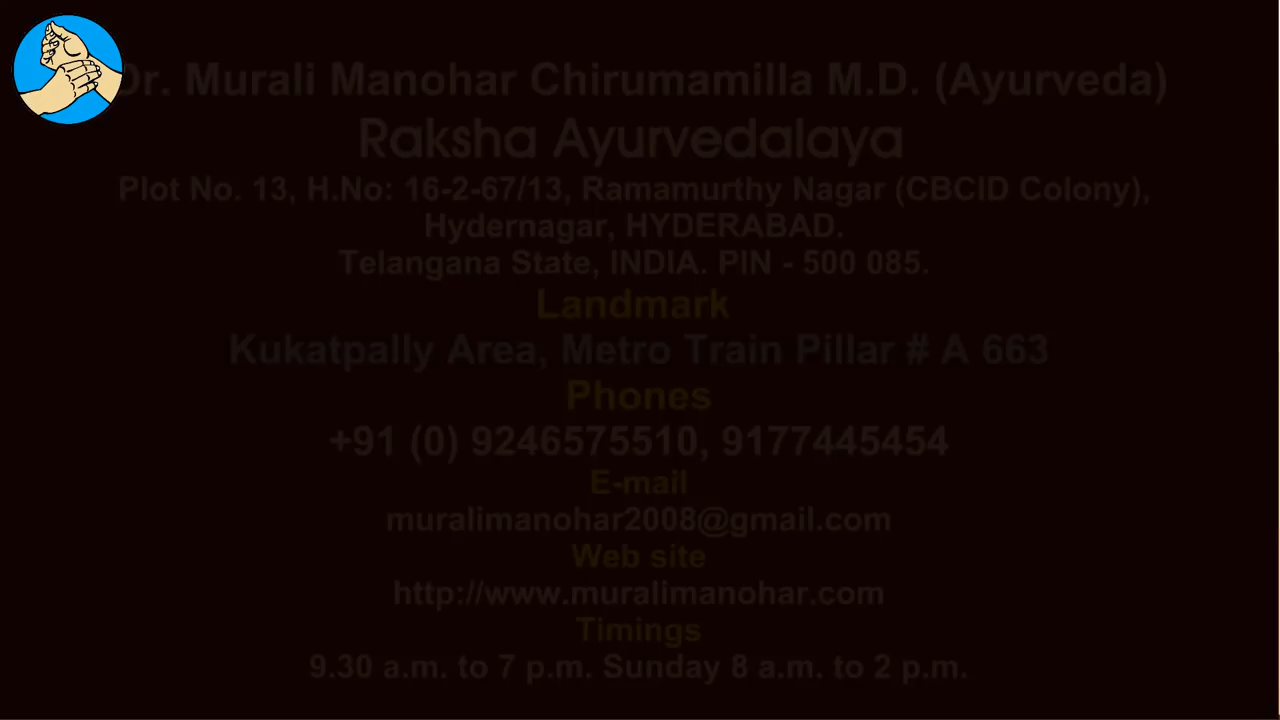 Dr. Murali Manohar Chirumamilla M.D. (Ayurveda)
Raksha Ayurvedalaya
Plot No. 13, H.No: 16-2-67/13, Ramamurthy Nagar (CBCID Colony),
Hydernagar, HYDERABAD.
Telangana State, INDIA. PIN - 500 085.
Landmark
Kukatpally Area, Metro Train Pillar # A 663
Phones
+91 (0) 9246575510, 9177445454
E-mail
muralimanohar2008@gmail.com
Web site
http://www.muralimanohar.com
Timings
9.30 a.m. to 7 p.m. Sunday 8 a.m. to 2 p.m.